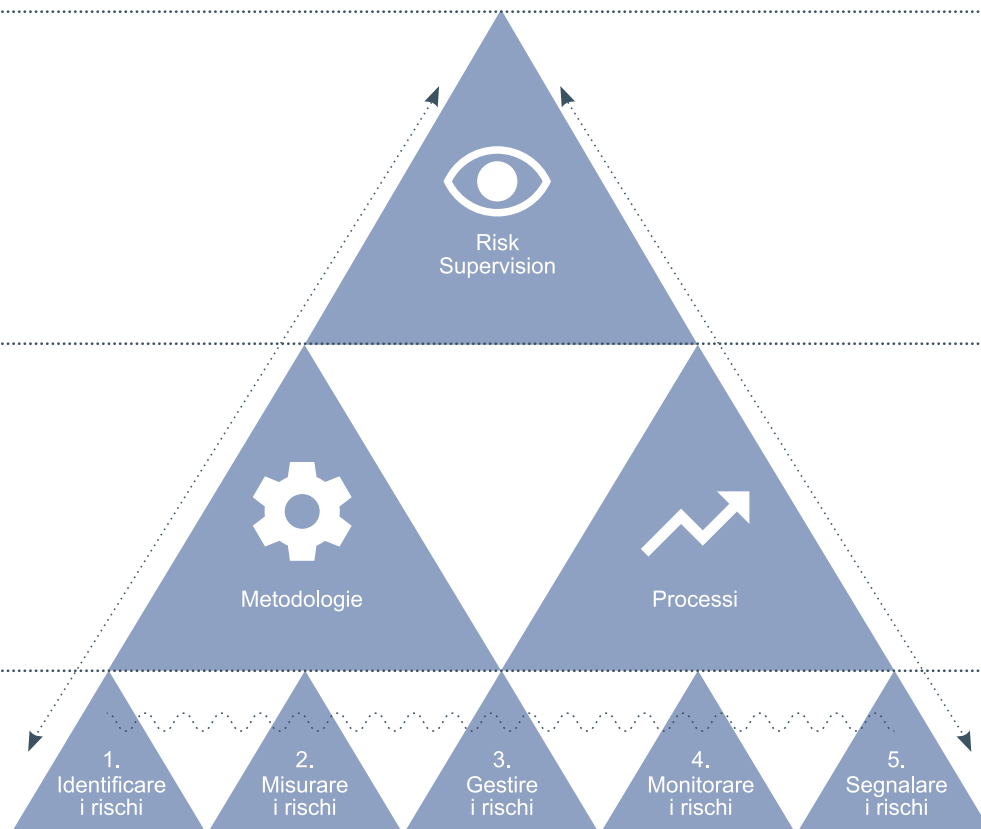 Risk
Supervision
Metodologie
Processi
1.
Identificare
i rischi
2.
Misurare
i rischi
3.
Gestire
i rischi
4.
Monitorare
i rischi
5.
Segnalare
i rischi